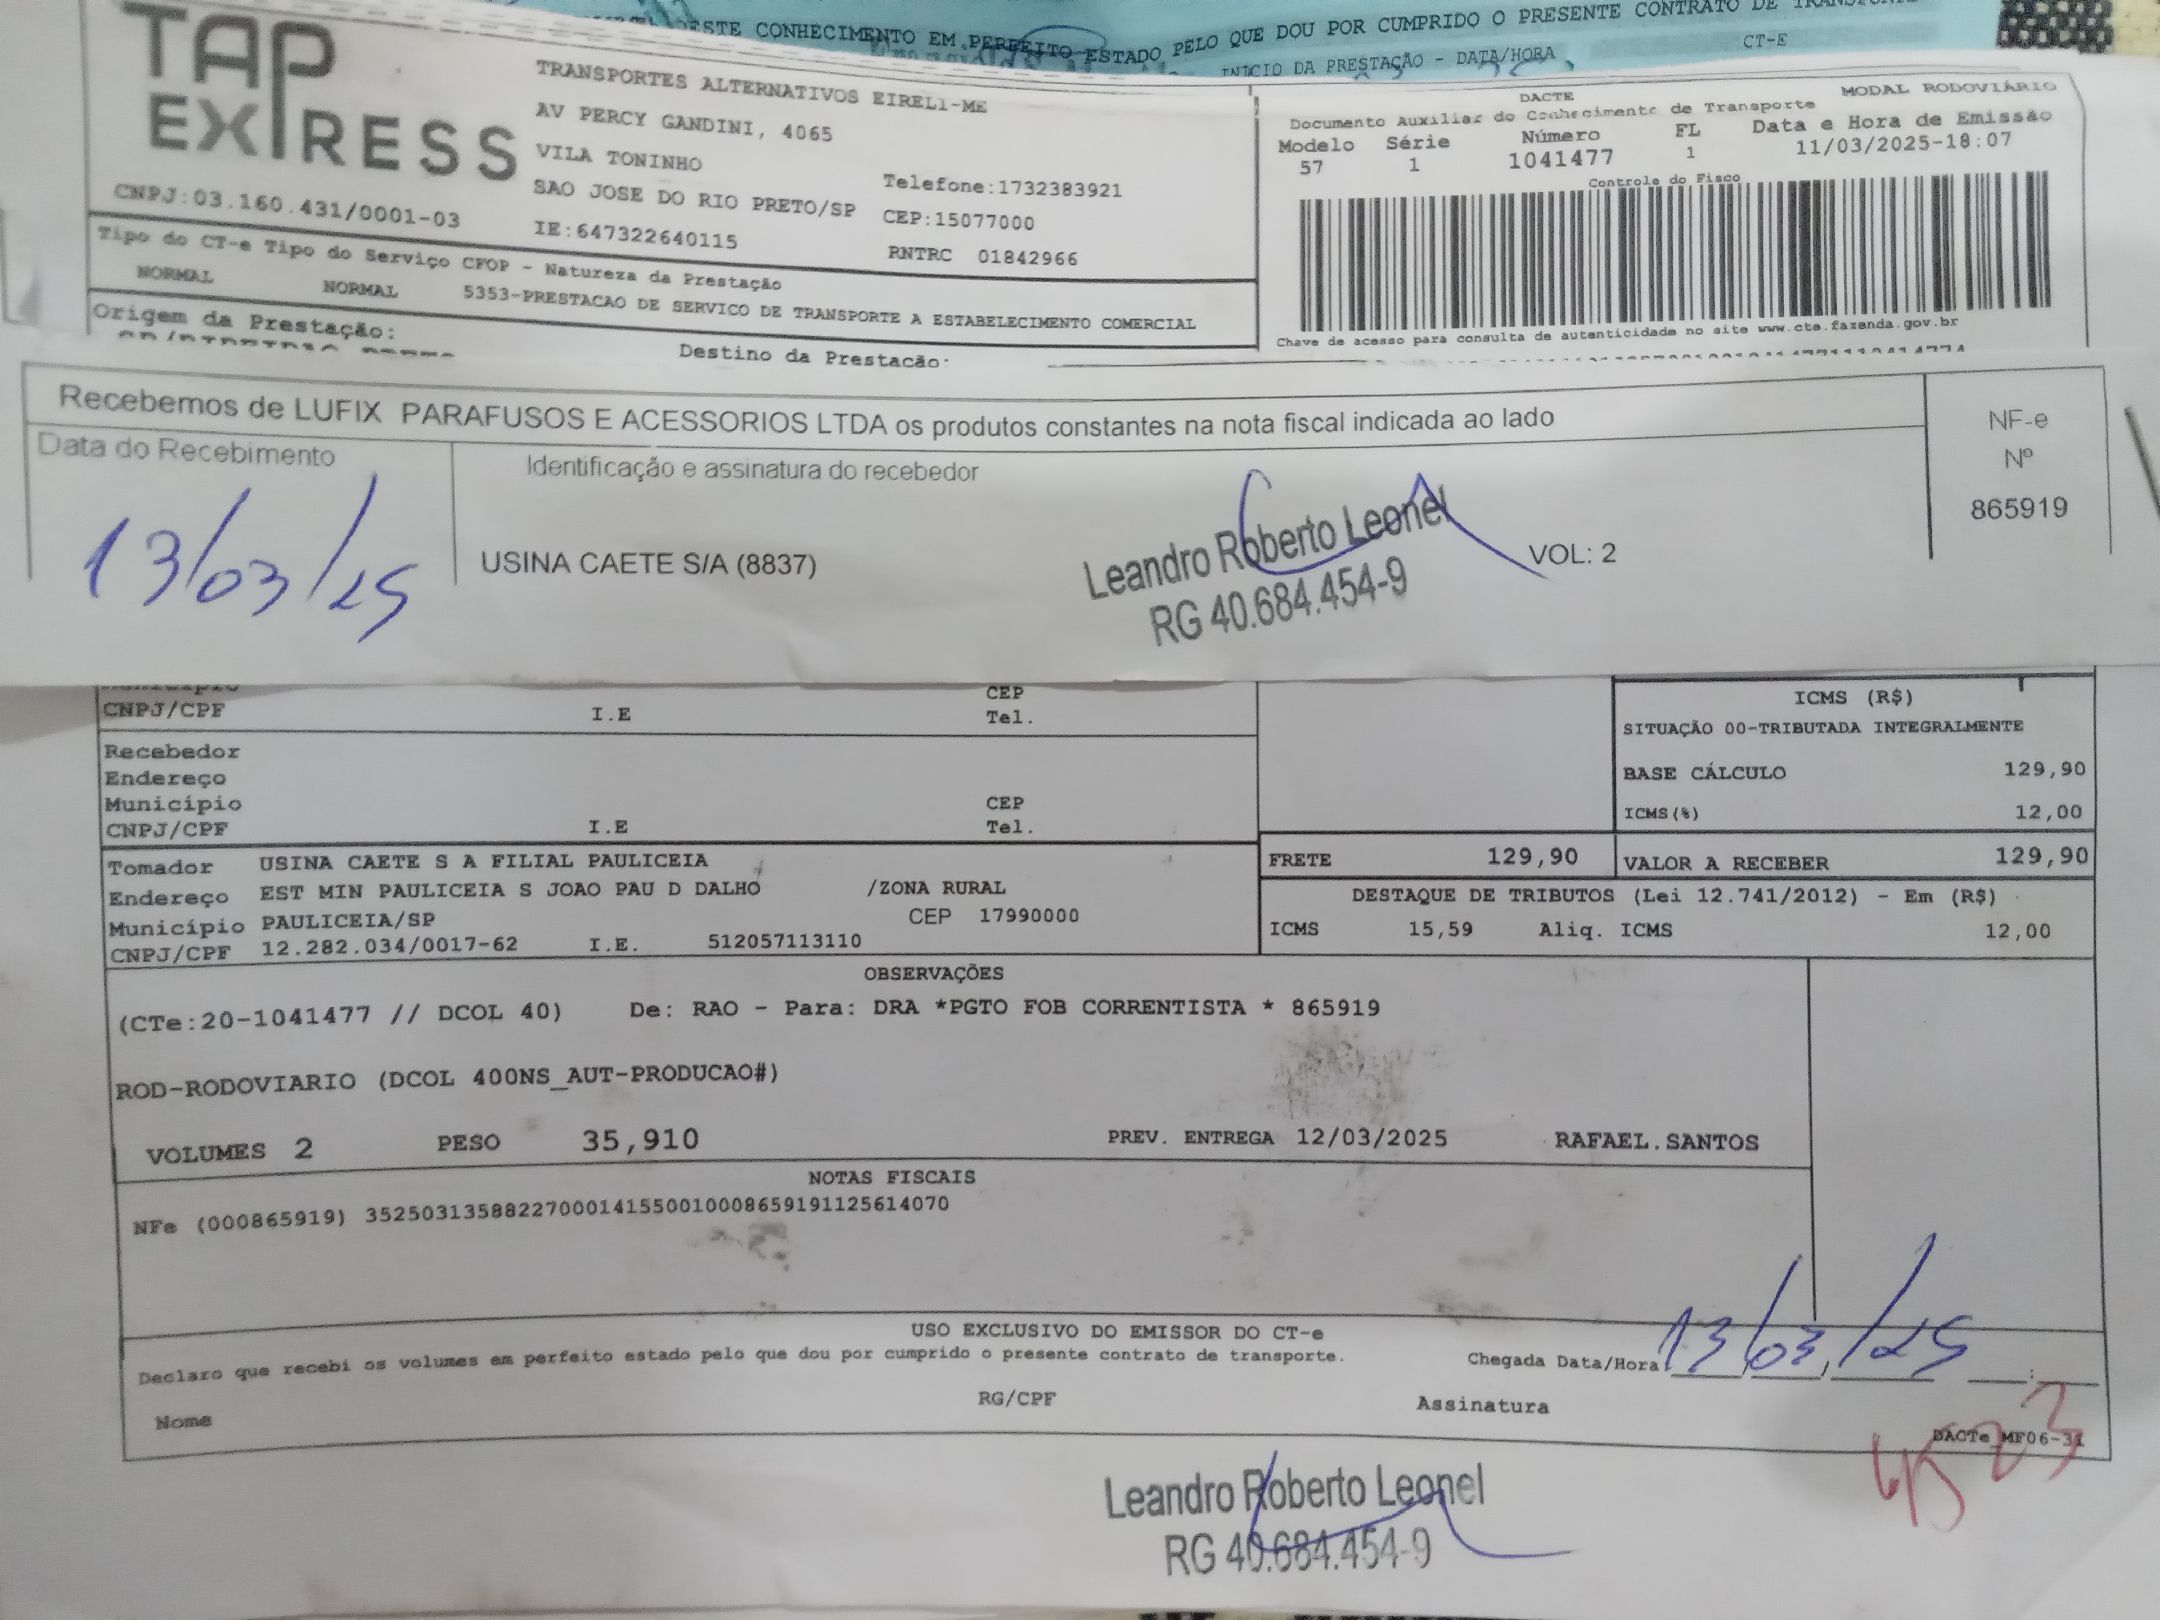 ESTE CONHECIMENTO EM PERFEITO ESTADO PELO QUE DOU POR CUMPRIDO O PRESENTE CONTRATO DE
INÍCIO DA PRESTAÇÃO - DATA/HORA
CT-E
TAP
EXPRESS
CNPJ:03.160.431/0001-03
TRANSPORTES ALTERNATIVOS EIRELI-ME
AV PERCY GANDINI, 4065
VILA TONINHO
SAO JOSE DO RIO PRETO/SP
IE:647322640115
Telefone:1732383921
CEP:15077000
RNTRC 01842966
DACTE
MODAL RODOVIÁRIO
Documento Auxiliar do Conhecimento de Transporte
Modelo Série Número FL Data e Hora de Emissão
57 1 1041477 1 11/03/2025-18:07
Controle do Fisco
Chave de acesso para consulta de autenticidade no site www.cte.fazenda.gov.br
Tipo do CT-e Tipo do Serviço CFOP - Natureza da Prestação
NORMAL NORMAL 5353-PRESTACAO DE SERVICO DE TRANSPORTE A ESTABELECIMENTO COMERCIAL
Origem da Prestação:
Destino da Prestação:
Recebemos de LUFIX PARAFUSOS E ACESSORIOS LTDA os produtos constantes na nota fiscal indicada ao lado
NF-e
Nº
865919
Data do Recebimento
13/03/25
Identificação e assinatura do recebedor
USINA CAETE S/A (8837)
Leandro Roberto Leonel
RG 40.684.454-9
VOL: 2
Município CEP
CNPJ/CPF I.E Tel.
Recebedor
Endereço
Município CEP
CNPJ/CPF I.E Tel.
ICMS (R$)
SITUAÇÃO 00-TRIBUTADA INTEGRALMENTE
BASE CÁLCULO 129,90
ICMS(%) 12,00
FRETE 129,90
VALOR A RECEBER 129,90
Tomador USINA CAETE S A FILIAL PAULICEIA
Endereço EST MIN PAULICEIA S JOAO PAU D DALHO /ZONA RURAL
Município PAULICEIA/SP CEP 17990000
CNPJ/CPF 12.282.034/0017-62 I.E. 512057113110
DESTAQUE DE TRIBUTOS (Lei 12.741/2012) - Em (R$)
ICMS 15,59 Aliq. ICMS 12,00
OBSERVAÇÕES
(CTe:20-1041477 // DCOL 40) De: RAO - Para: DRA *PGTO FOB CORRENTISTA * 865919
ROD-RODOVIARIO (DCOL 400NS_AUT-PRODUCAO#)
VOLUMES 2 PESO 35,910 PREV. ENTREGA 12/03/2025 RAFAEL.SANTOS
NOTAS FISCAIS
NFe (000865919) 35250313588227000141550010008659191125614070
USO EXCLUSIVO DO EMISSOR DO CT-e
Declaro que recebi os volumes em perfeito estado pelo que dou por cumprido o presente contrato de transporte.
Chegada Data/Hora 13/03/25
Nome RG/CPF Assinatura
DACTe_MF06-31
Leandro Roberto Leonel
RG 40.684.454-9